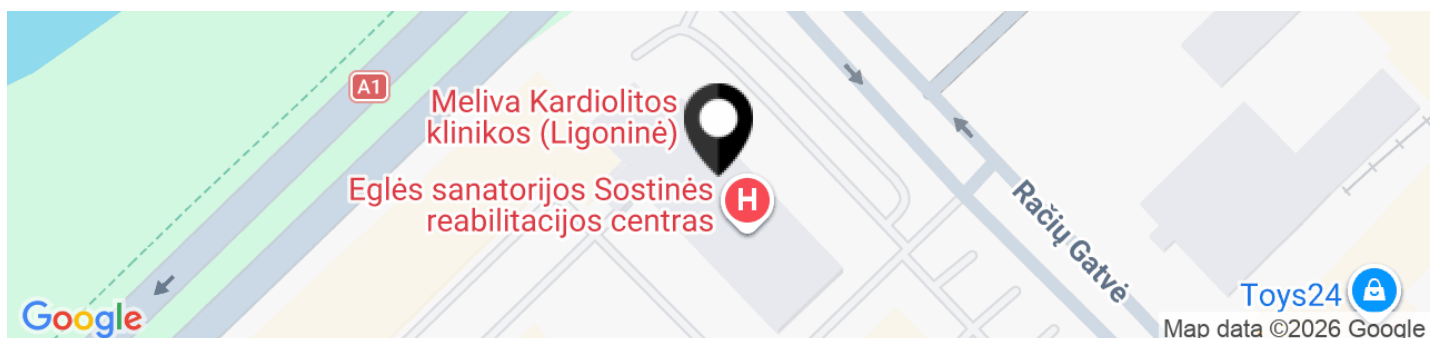 A1
Meliva Kardiolitos
klinikos (Ligoninė)
Eglės sanatorijos Sostinės
reabilitacijos centras
H
Račių Gatvė
Toys24
Google
Map data ©2026 Google